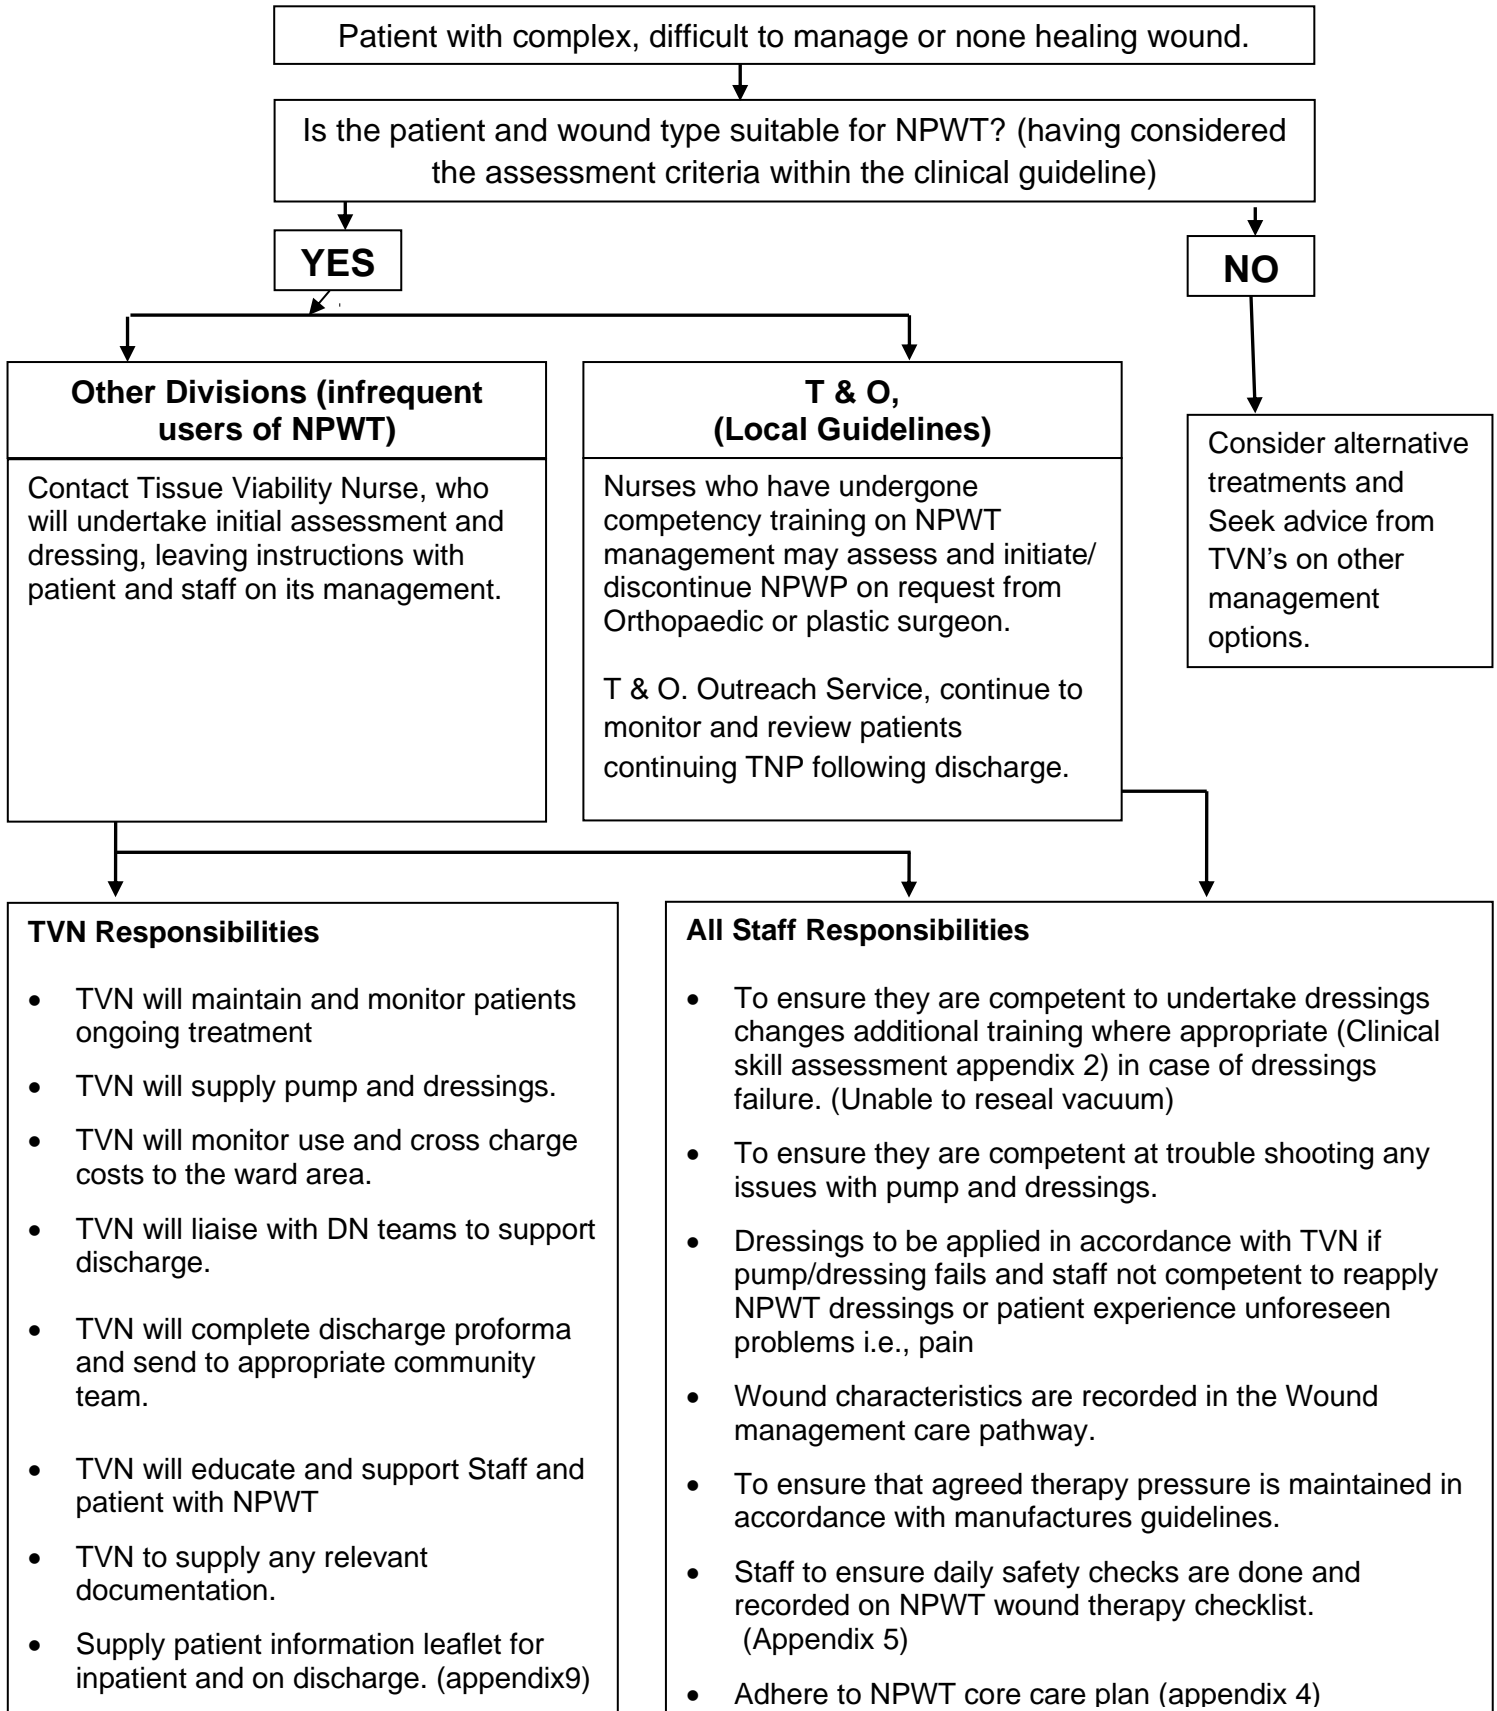 Patient with complex, difficult to manage or none healing wound.
Is the patient and wound type suitable for NPWT? (having considered
the assessment criteria within the clinical guideline)
YES
NO
Other Divisions (infrequent
users of NPWT)
Contact Tissue Viability Nurse, who
will undertake initial assessment and
dressing, leaving instructions with
patient and staff on its management.
T & O,
(Local Guidelines)
Nurses who have undergone
competency training on NPWT
management may assess and initiate/
discontinue NPWP on request from
Orthopaedic or plastic surgeon.
T & O. Outreach Service, continue to
monitor and review patients
continuing TNP following discharge.
Consider alternative
treatments and
Seek advice from
TVN's on other
management
options.
TVN Responsibilities
• TVN will maintain and monitor patients
ongoing treatment
• TVN will supply pump and dressings.
• TVN will monitor use and cross charge
costs to the ward area.
• TVN will liaise with DN teams to support
discharge.
• TVN will complete discharge proforma
and send to appropriate community
team.
• TVN will educate and support Staff and
patient with NPWT
• TVN to supply any relevant
documentation.
• Supply patient information leaflet for
inpatient and on discharge. (appendix9)
All Staff Responsibilities
• To ensure they are competent to undertake dressings
changes additional training where appropriate (Clinical
skill assessment appendix 2) in case of dressings
failure. (Unable to reseal vacuum)
• To ensure they are competent at trouble shooting any
issues with pump and dressings.
• Dressings to be applied in accordance with TVN if
pump/dressing fails and staff not competent to reapply
NPWT dressings or patient experience unforeseen
problems i.e., pain
• Wound characteristics are recorded in the Wound
management care pathway.
• To ensure that agreed therapy pressure is maintained in
accordance with manufactures guidelines.
• Staff to ensure daily safety checks are done and
recorded on NPWT wound therapy checklist.
(Appendix 5)
• Adhere to NPWT core care plan (appendix 4)